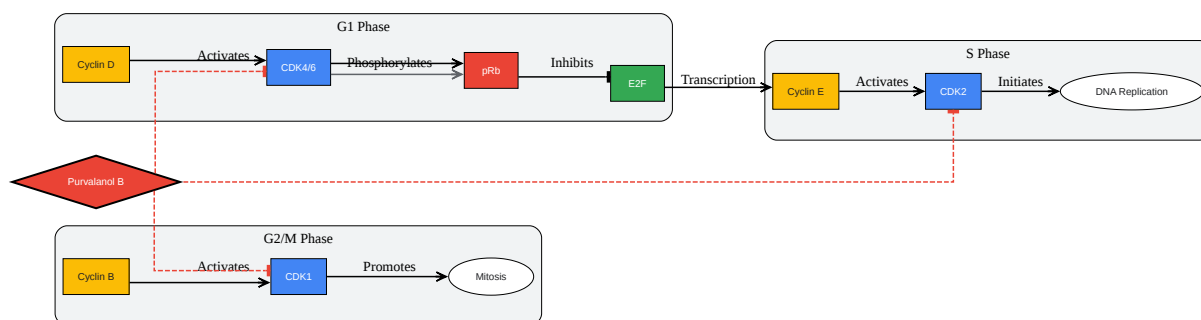 G1 Phase
Cyclin D
Activates
CDK4/6
Phosphorylates
pRb
Inhibits
E2F
Transcription
S Phase
Cyclin E
Activates
CDK2
Initiates
DNA Replication
Purvalanol B
G2/M Phase
Cyclin B
Activates
CDK1
Promotes
Mitosis